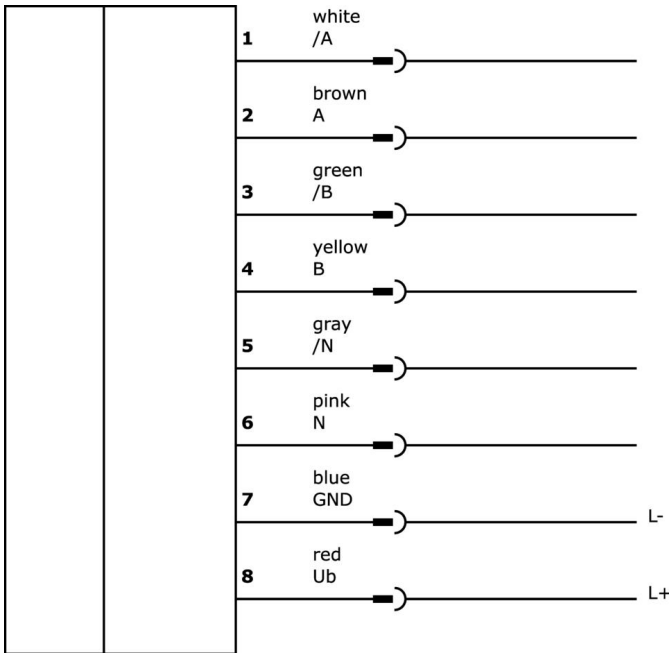 white
1 /A
brown
2 A
green
3 /B
yellow
4 B
gray
5 /N
pink
6 N
blue
7 GND
L-
red
8 Ub
L+